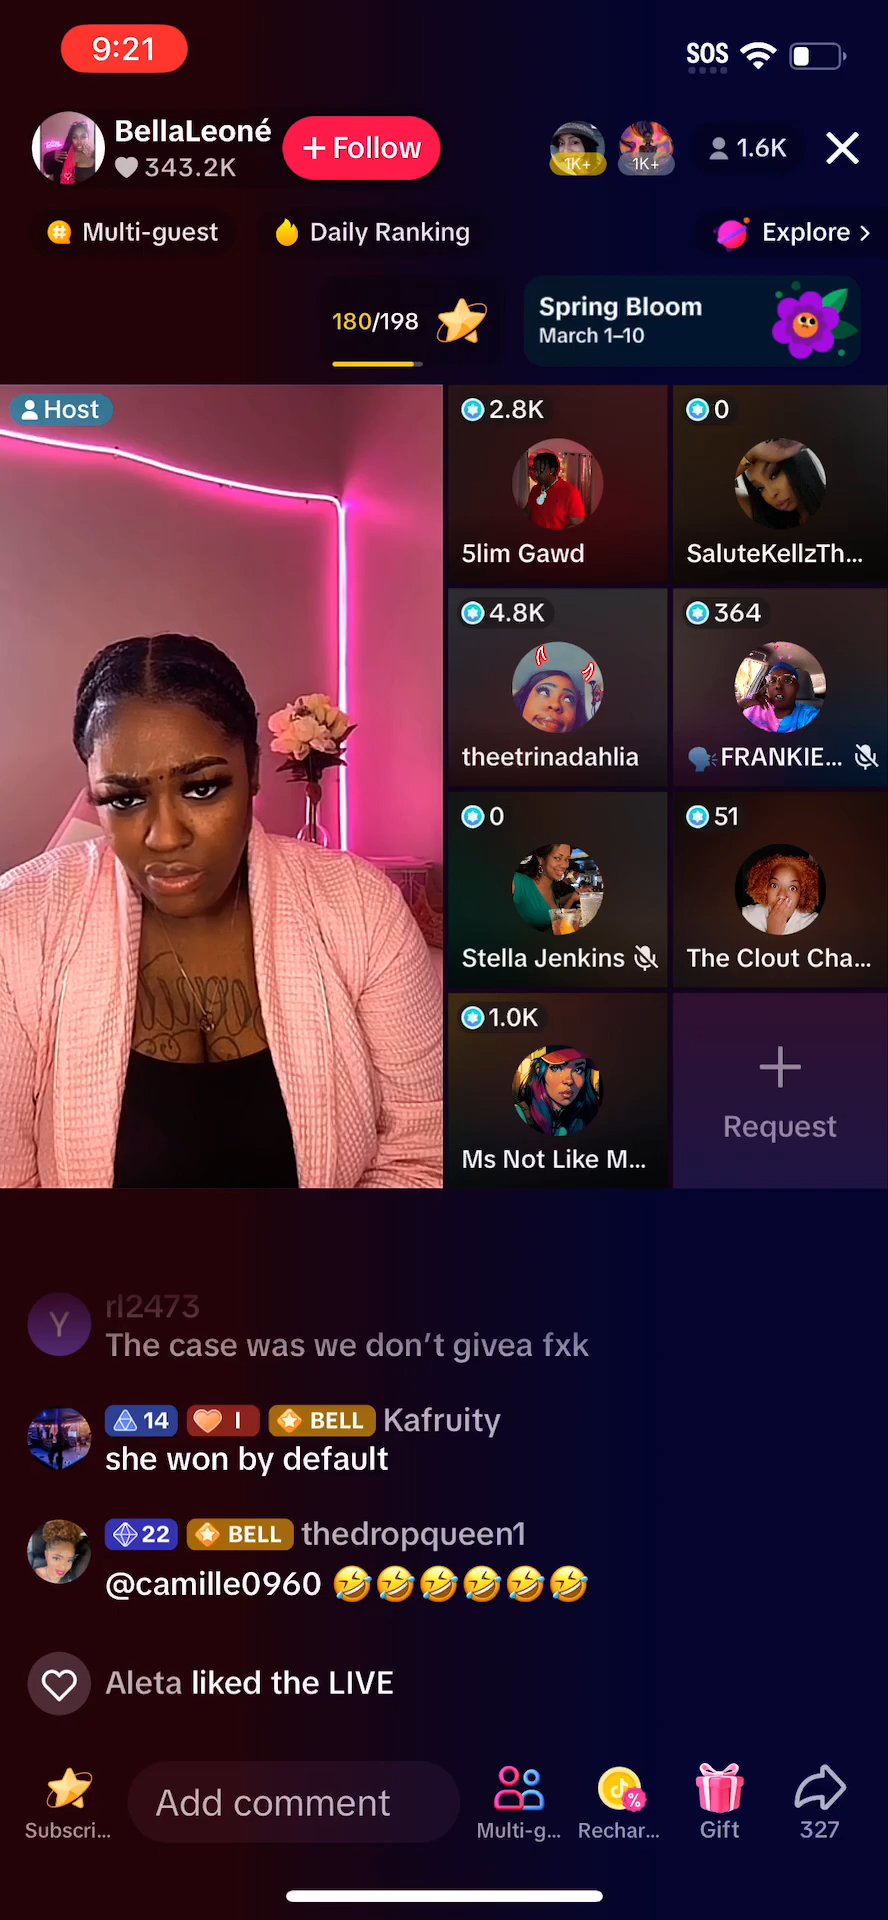 9:21
SOS
BellaLeoné
343.2K
+ Follow
1K+
1K+
1.6K
Multi-guest
Daily Ranking
Explore >
180/198
Spring Bloom
March 1–10
Host
2.8K
5lim Gawd
0
SaluteKellzTh...
4.8K
theetrinadahlia
364
FRANKIE...
0
Stella Jenkins
51
The Clout Cha...
1.0K
Ms Not Like M...
Request
Y
rl2473
The case was we don't givea fxk
14 I BELL Kafruity
she won by default
22 BELL thedropqueen1
@camille0960 🤣🤣🤣🤣🤣🤣
Aleta liked the LIVE
Subscri...
Add comment
Multi-g...
Rechar...
Gift
327